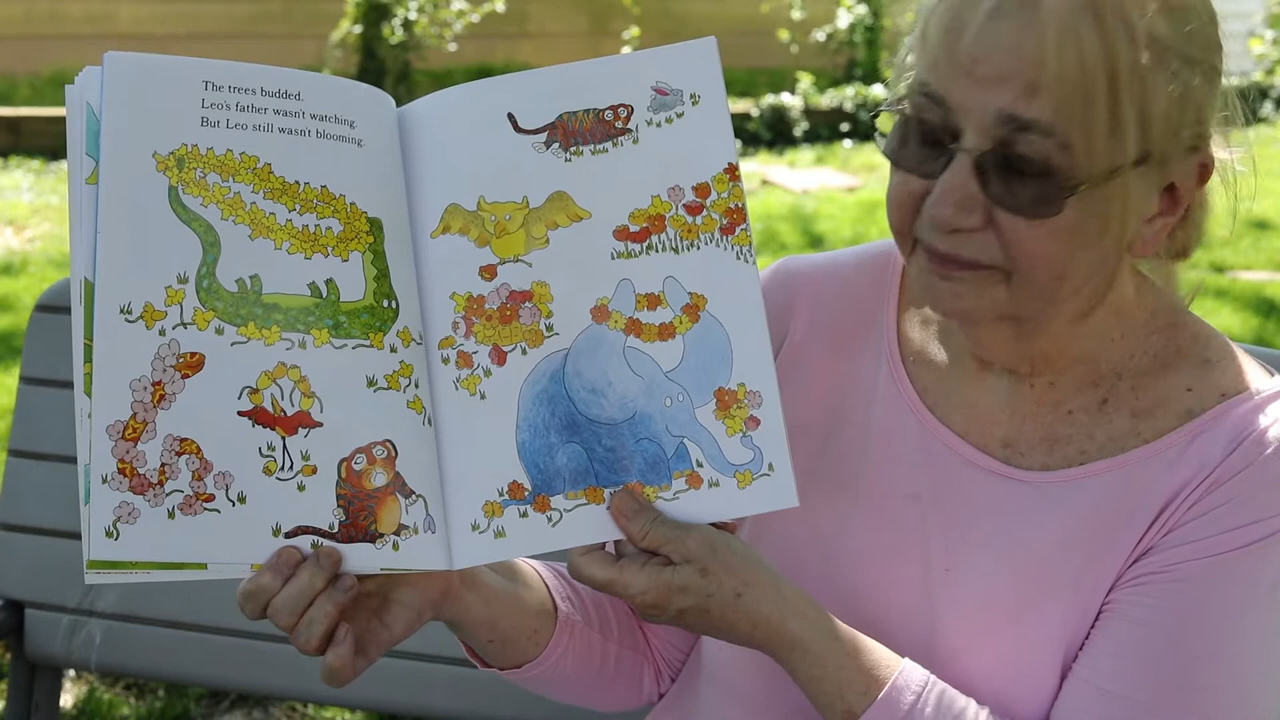 The trees budded.
Leo's father wasn't watching.
But Leo still wasn't blooming.